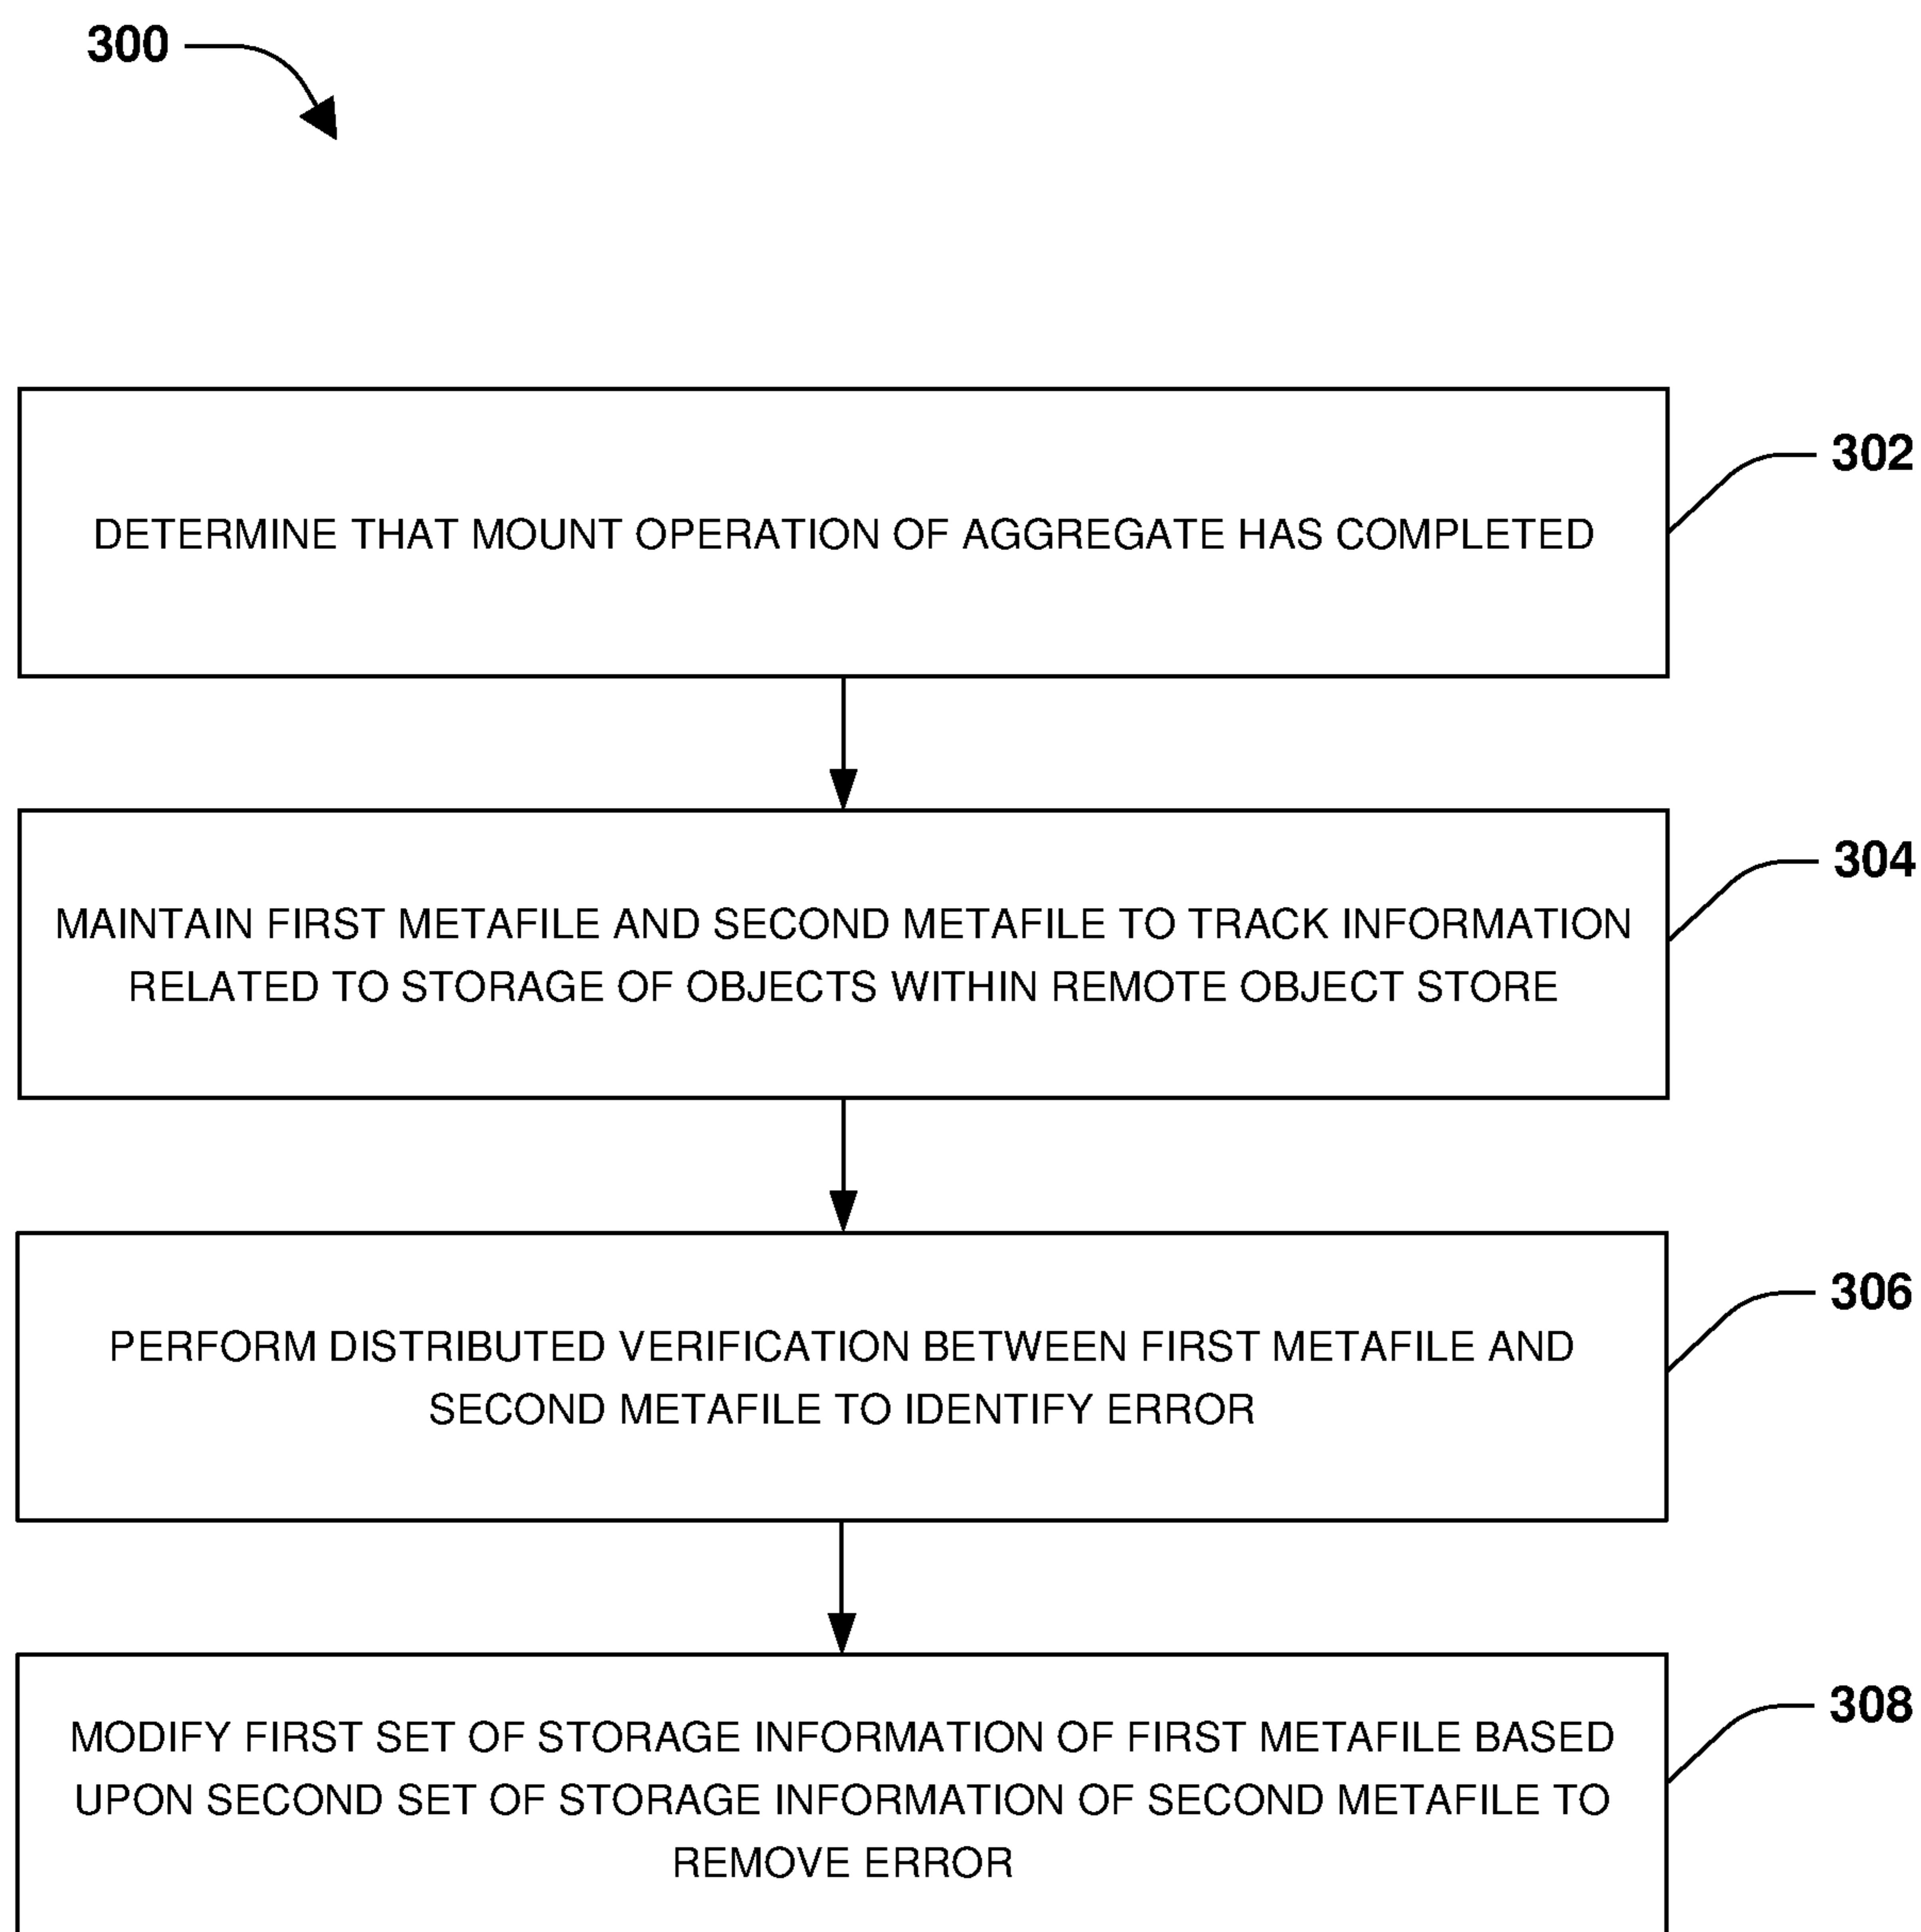 300
DETERMINE THAT MOUNT OPERATION OF AGGREGATE HAS COMPLETED
302
MAINTAIN FIRST METAFILE AND SECOND METAFILE TO TRACK INFORMATION
RELATED TO STORAGE OF OBJECTS WITHIN REMOTE OBJECT STORE
304
PERFORM DISTRIBUTED VERIFICATION BETWEEN FIRST METAFILE AND
SECOND METAFILE TO IDENTIFY ERROR
306
MODIFY FIRST SET OF STORAGE INFORMATION OF FIRST METAFILE BASED
UPON SECOND SET OF STORAGE INFORMATION OF SECOND METAFILE TO
REMOVE ERROR
308